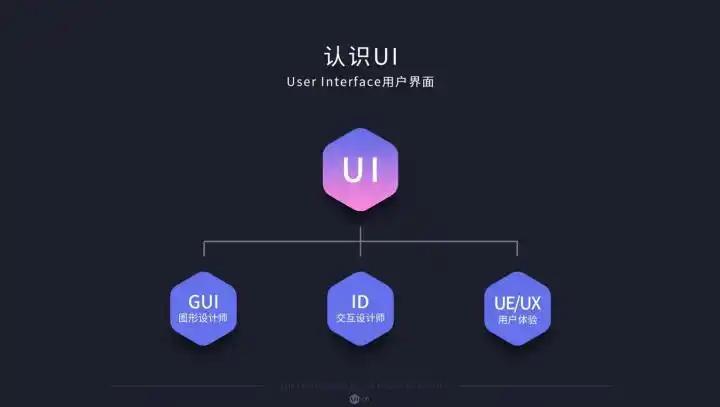 认识UI
User Interface用户界面
UI
GUI
图形设计师
ID
交互设计师
UE/UX
用户体验